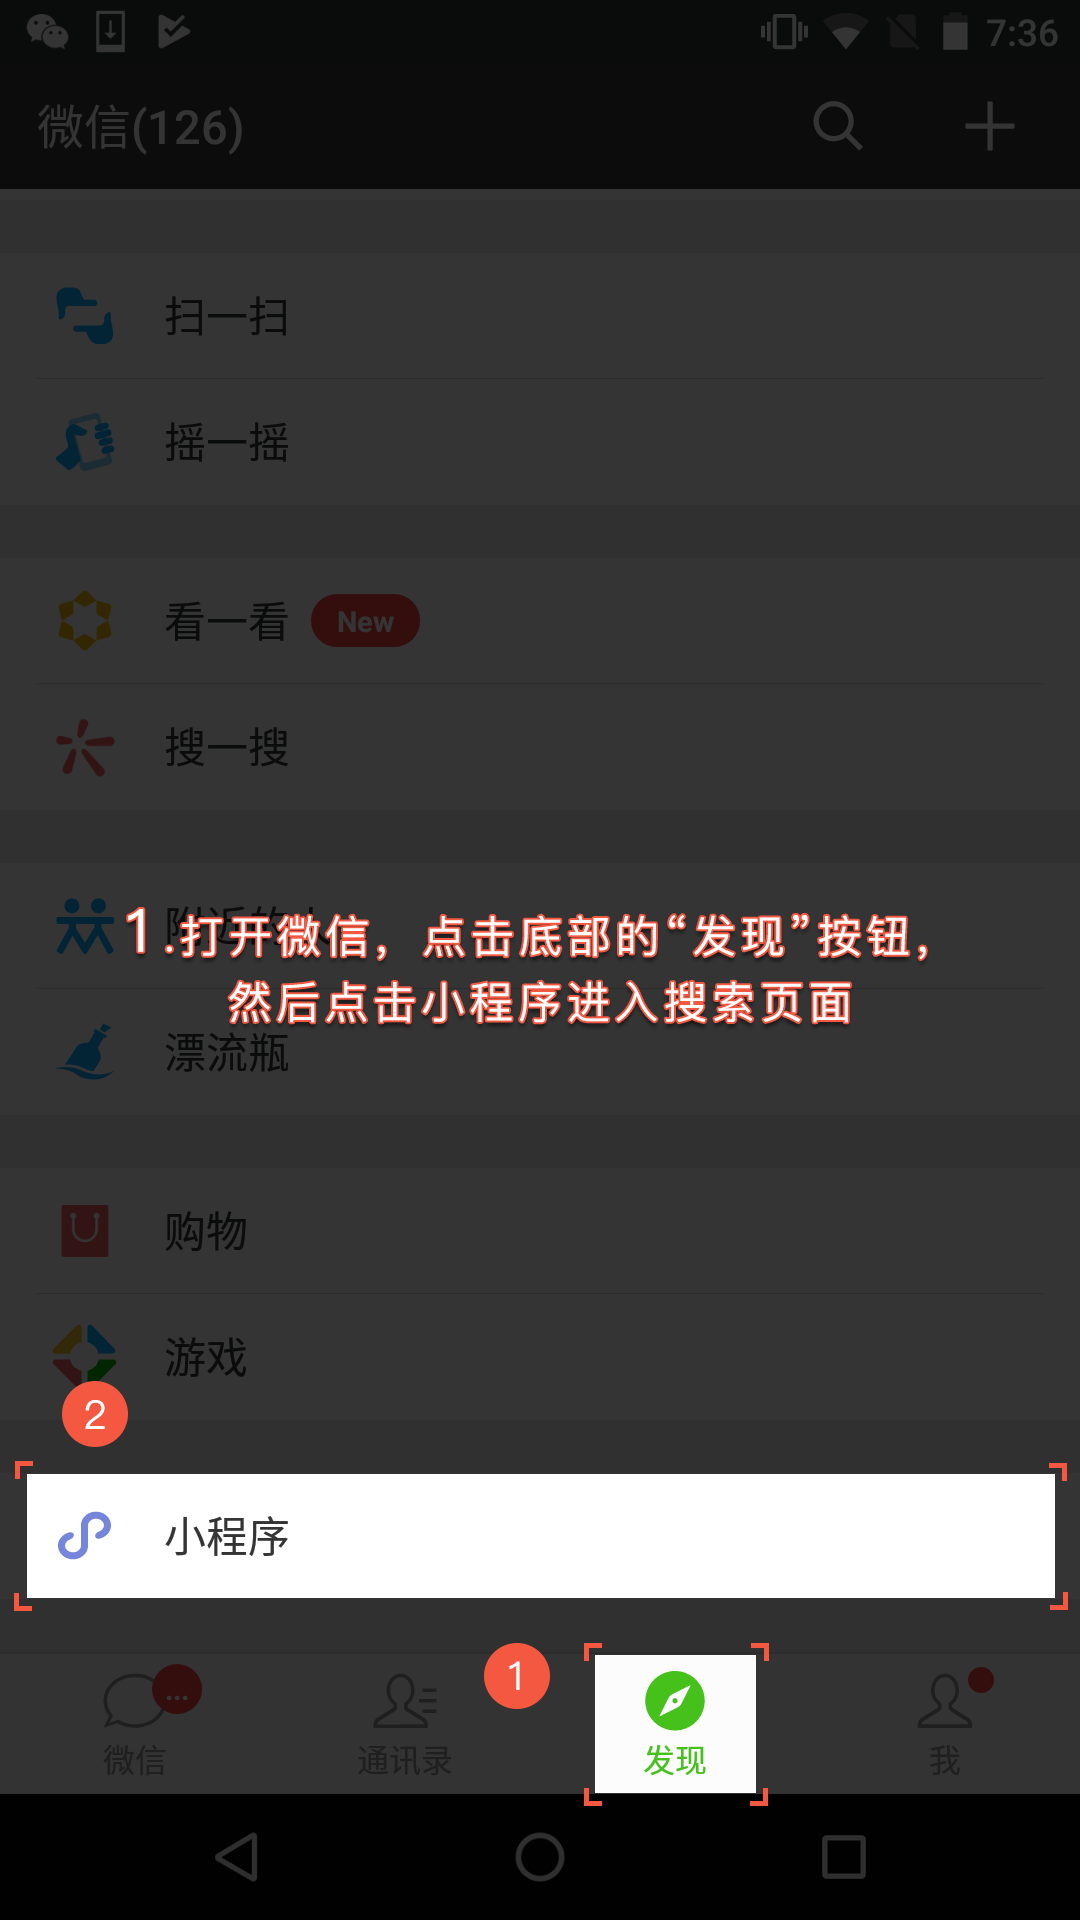 7:36
微信(126)
扫一扫
摇一摇
看一看 New
搜一搜
1.打开微信，点击底部的“发现”按钮，
然后点击小程序进入搜索页面
漂流瓶
购物
游戏
2
小程序
1
微信
通讯录
发现
我